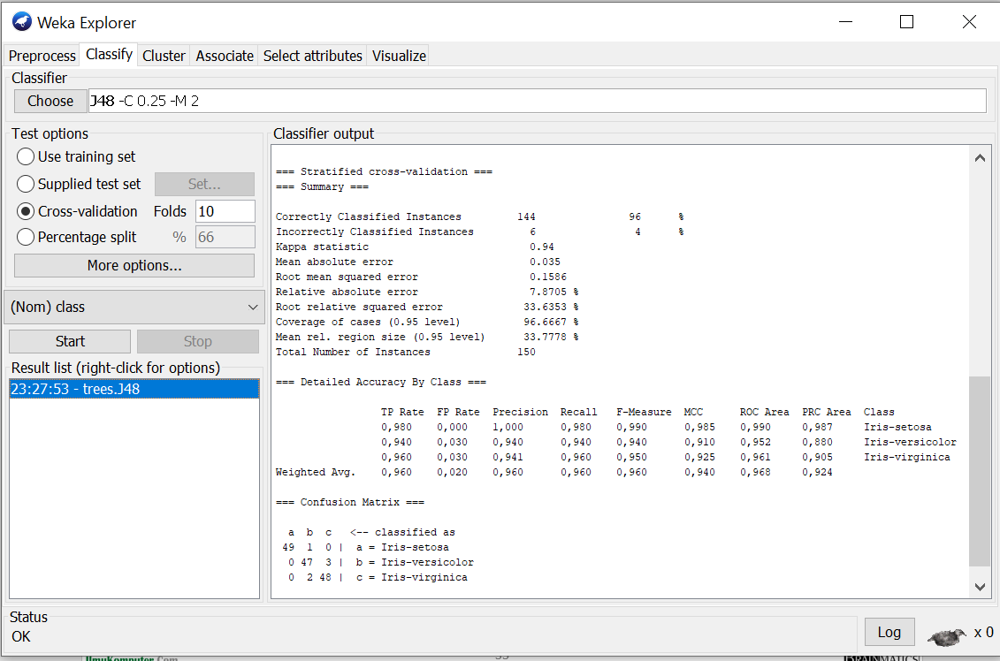 Weka Explorer
Preprocess Classify Cluster Associate Select attributes Visualize
Classifier
Choose J48 -C 0.25 -M 2
Test options
Use training set
Supplied test set Set...
Cross-validation Folds 10
Percentage split % 66
More options...
(Nom) class
Start Stop
Result list (right-click for options)
23:27:53 - trees.J48
Classifier output
=== Stratified cross-validation ===
=== Summary ===
Correctly Classified Instances 144 96 %
Incorrectly Classified Instances 6 4 %
Kappa statistic 0.94
Mean absolute error 0.035
Root mean squared error 0.1586
Relative absolute error 7.8705 %
Root relative squared error 33.6353 %
Coverage of cases (0.95 level) 96.6667 %
Mean rel. region size (0.95 level) 33.7778 %
Total Number of Instances 150
=== Detailed Accuracy By Class ===
TP Rate FP Rate Precision Recall F-Measure MCC ROC Area PRC Area Class
0,980 0,000 1,000 0,980 0,990 0,985 0,990 0,987 Iris-setosa
0,940 0,030 0,940 0,940 0,940 0,910 0,952 0,880 Iris-versicolor
0,960 0,030 0,941 0,960 0,950 0,925 0,961 0,905 Iris-virginica
Weighted Avg. 0,960 0,020 0,960 0,960 0,960 0,940 0,968 0,924
=== Confusion Matrix ===
a b c <-- classified as
49 1 0 | a = Iris-setosa
0 47 3 | b = Iris-versicolor
0 2 48 | c = Iris-virginica
Status
OK
Log x 0